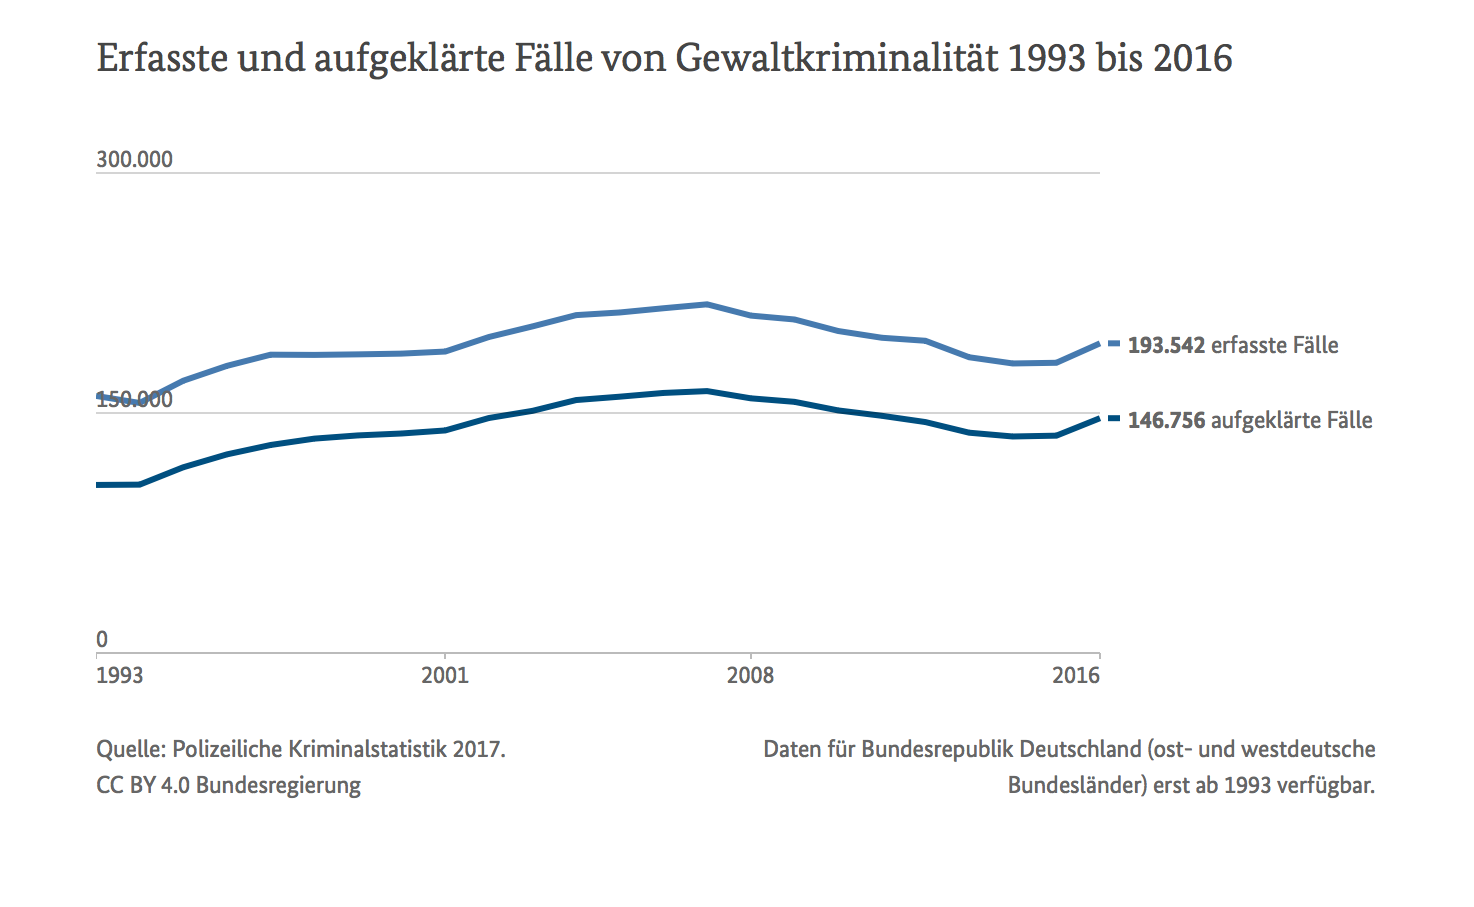 Erfasste und aufgeklärte Fälle von Gewaltkriminalität 1993 bis 2016
300.000
193.542 erfasste Fälle
150.000
146.756 aufgeklärte Fälle
0
1993 2001 2008 2016
Quelle: Polizeiliche Kriminalstatistik 2017.
CC BY 4.0 Bundesregierung
Daten für Bundesrepublik Deutschland (ost- und westdeutsche
Bundesländer) erst ab 1993 verfügbar.